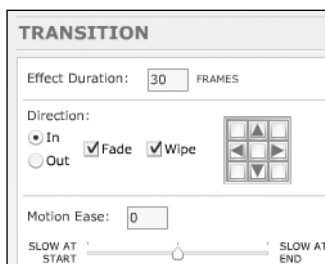 TRANSITION
Effect Duration: 30 FRAMES
Direction:
In
Fade
Wipe
Out
Motion Ease: 0
SLOW AT START
SLOW AT END